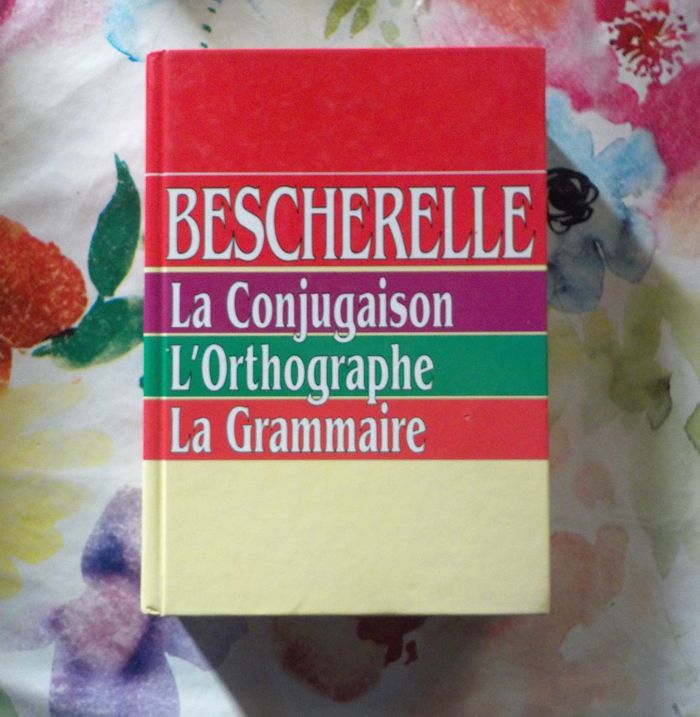 BESCHERELLE
La Conjugaison
L'Orthographe
La Grammaire